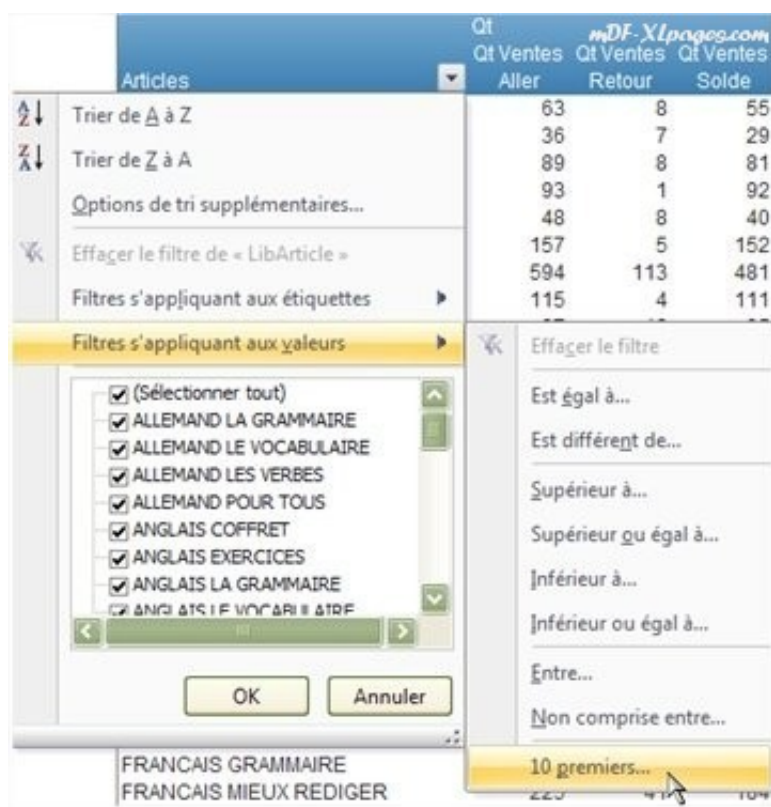 Qt
mDF-XLpages.com
Qt Ventes Qt Ventes Qt Ventes
Articles Aller Retour Solde
63 8 55
36 7 29
89 8 81
93 1 92
48 8 40
157 5 152
594 113 481
115 4 111
Trier de A à Z
Trier de Z à A
Options de tri supplémentaires...
Effacer le filtre de « LibArticle »
Filtres s'appliquant aux étiquettes
Filtres s'appliquant aux valeurs
(Sélectionner tout)
ALLEMAND LA GRAMMAIRE
ALLEMAND LE VOCABULAIRE
ALLEMAND LES VERBES
ALLEMAND POUR TOUS
ANGLAIS COFFRET
ANGLAIS EXERCICES
ANGLAIS LA GRAMMAIRE
ANGLAIS LE VOCABULAIRE
OK Annuler
Effacer le filtre
Est égal à...
Est différent de...
Supérieur à...
Supérieur ou égal à...
Inférieur à...
Inférieur ou égal à...
Entre...
Non comprise entre...
10 premiers...
FRANCAIS GRAMMAIRE
FRANCAIS MIEUX REDIGER